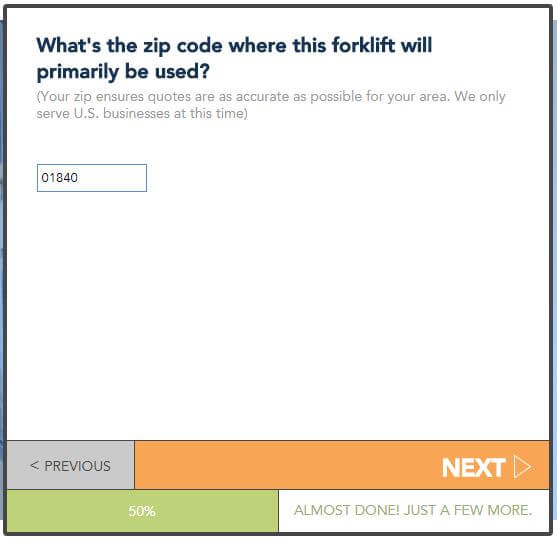 What's the zip code where this forklift will
primarily be used?
(Your zip ensures quotes are as accurate as possible for your area. We only
serve U.S. businesses at this time)
01840
< PREVIOUS
NEXT
50%
ALMOST DONE! JUST A FEW MORE.